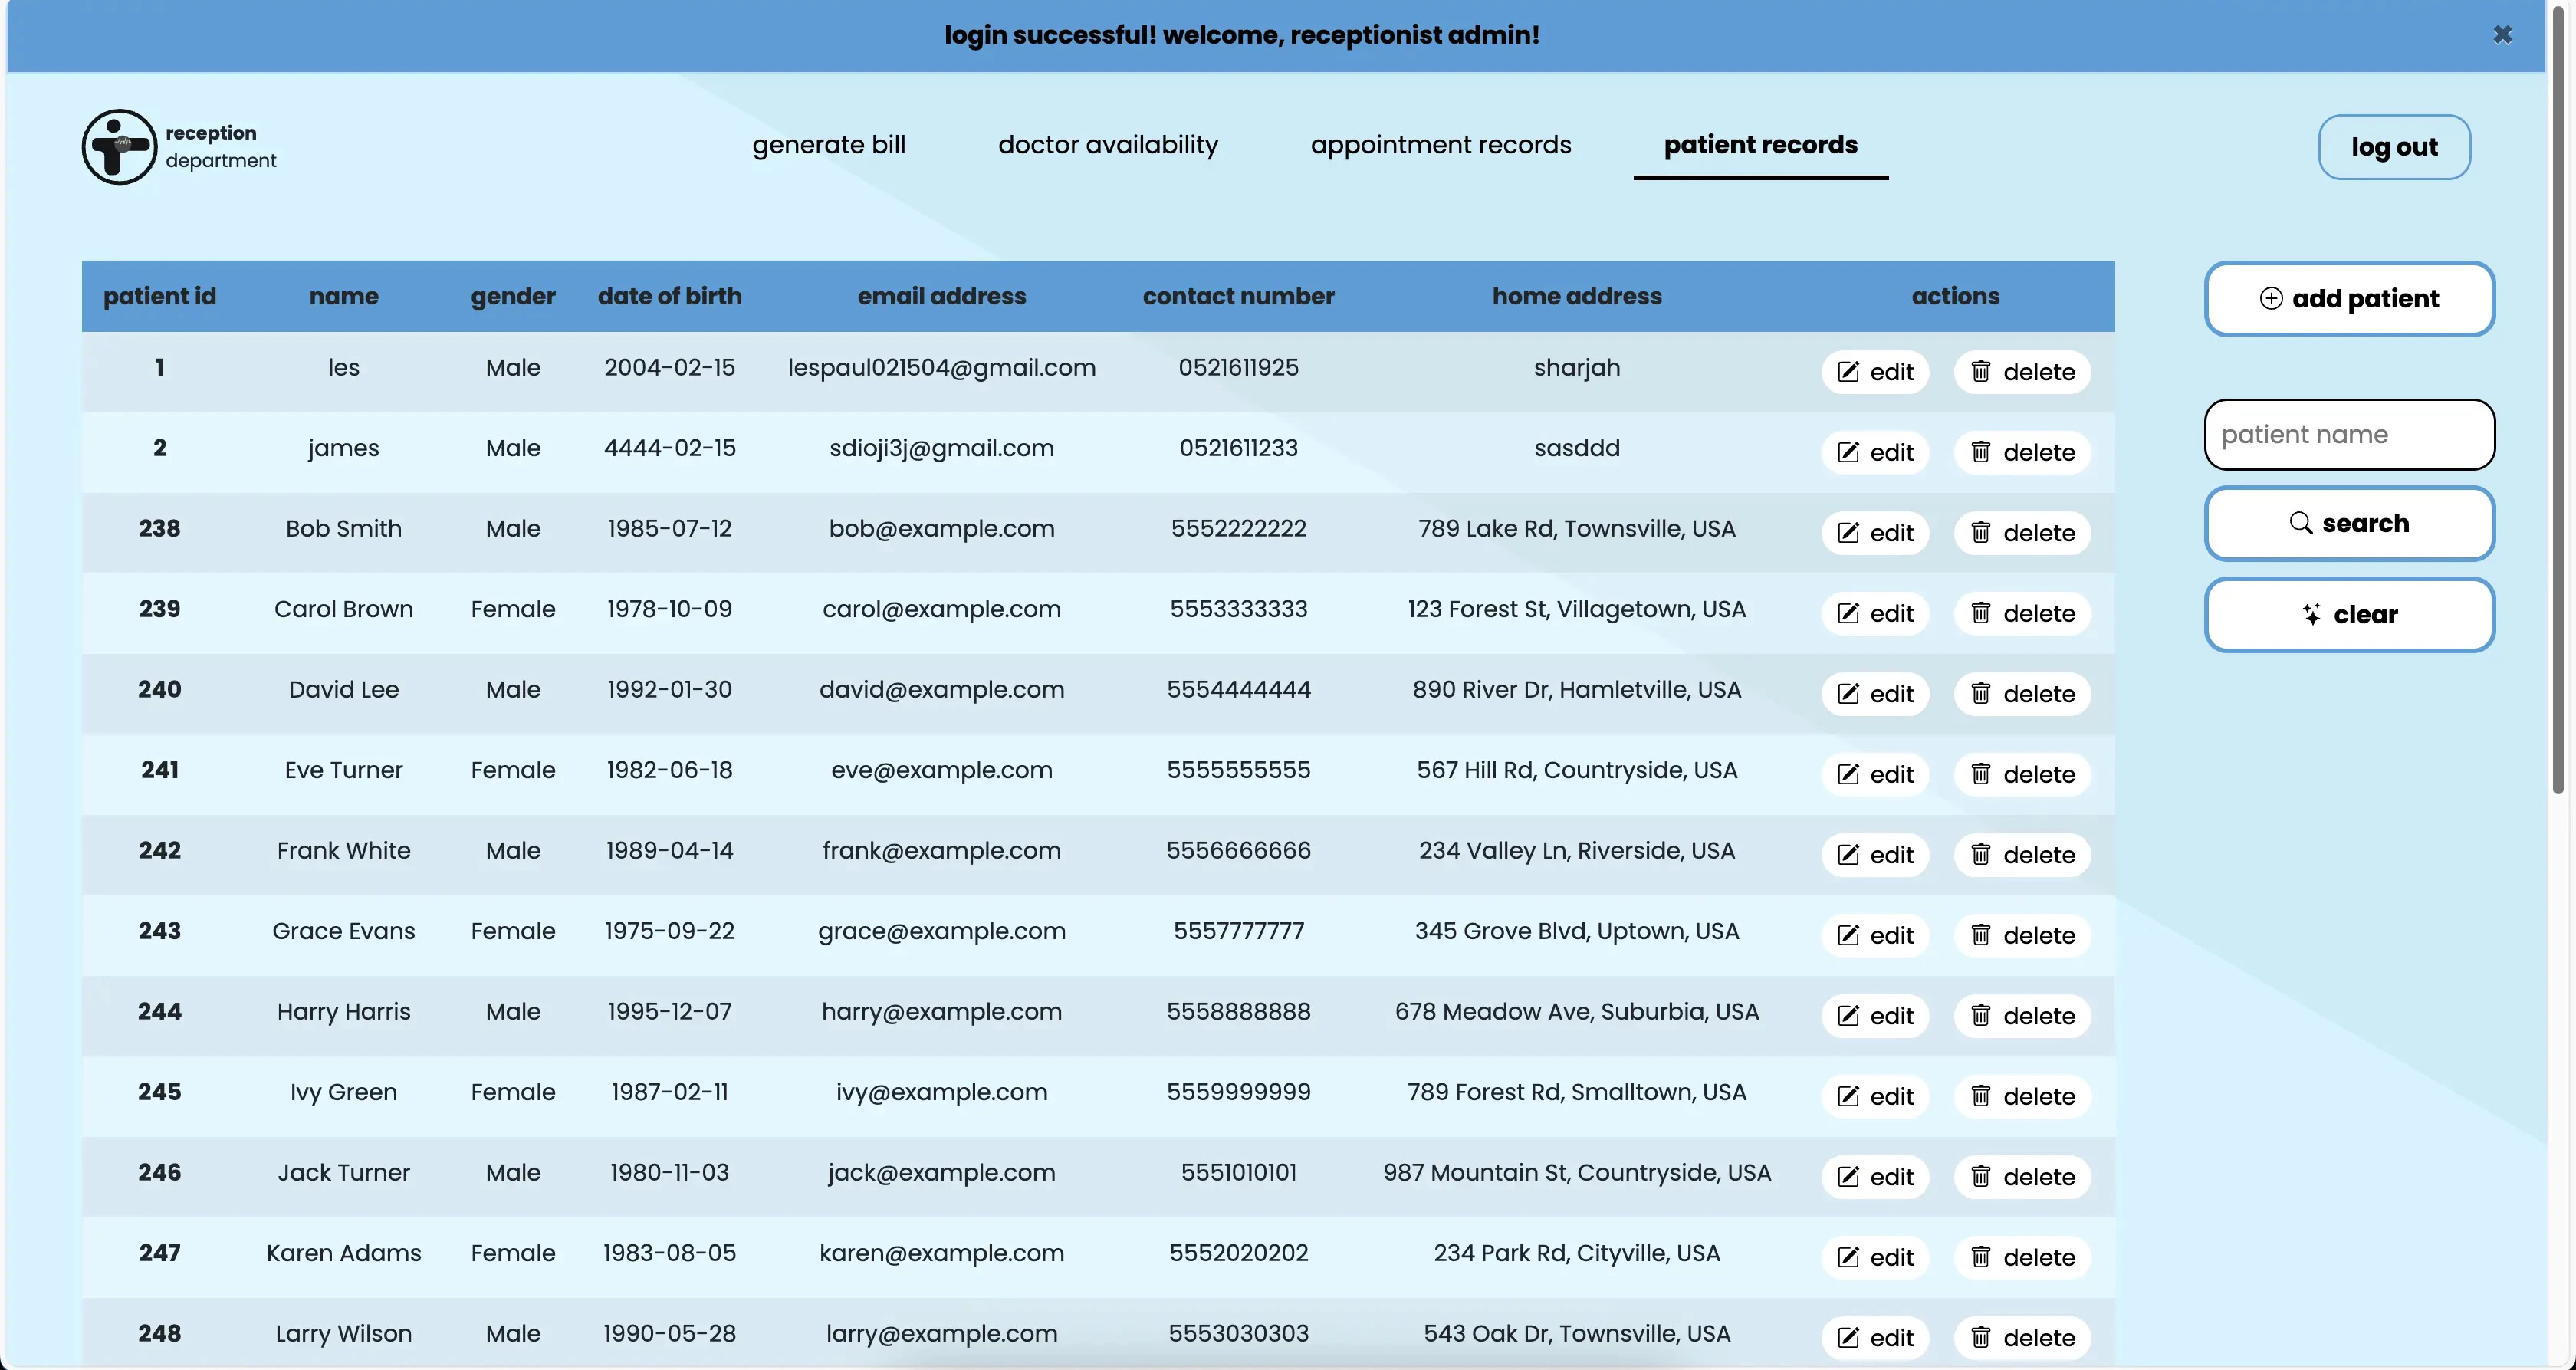 login successful! welcome, receptionist admin! ✖
reception
department
generate bill doctor availability appointment records patient records log out
patient id name gender date of birth email address contact number home address actions
1 les Male 2004-02-15 lespaul021504@gmail.com 0521611925 sharjah edit delete
2 james Male 4444-02-15 sdioji3j@gmail.com 0521611233 sasddd edit delete
238 Bob Smith Male 1985-07-12 bob@example.com 5552222222 789 Lake Rd, Townsville, USA edit delete
239 Carol Brown Female 1978-10-09 carol@example.com 5553333333 123 Forest St, Villagetown, USA edit delete
240 David Lee Male 1992-01-30 david@example.com 5554444444 890 River Dr, Hamletville, USA edit delete
241 Eve Turner Female 1982-06-18 eve@example.com 5555555555 567 Hill Rd, Countryside, USA edit delete
242 Frank White Male 1989-04-14 frank@example.com 5556666666 234 Valley Ln, Riverside, USA edit delete
243 Grace Evans Female 1975-09-22 grace@example.com 5557777777 345 Grove Blvd, Uptown, USA edit delete
244 Harry Harris Male 1995-12-07 harry@example.com 5558888888 678 Meadow Ave, Suburbia, USA edit delete
245 Ivy Green Female 1987-02-11 ivy@example.com 5559999999 789 Forest Rd, Smalltown, USA edit delete
246 Jack Turner Male 1980-11-03 jack@example.com 5551010101 987 Mountain St, Countryside, USA edit delete
247 Karen Adams Female 1983-08-05 karen@example.com 5552020202 234 Park Rd, Cityville, USA edit delete
248 Larry Wilson Male 1990-05-28 larry@example.com 5553030303 543 Oak Dr, Townsville, USA edit delete
add patient
patient name
search
clear